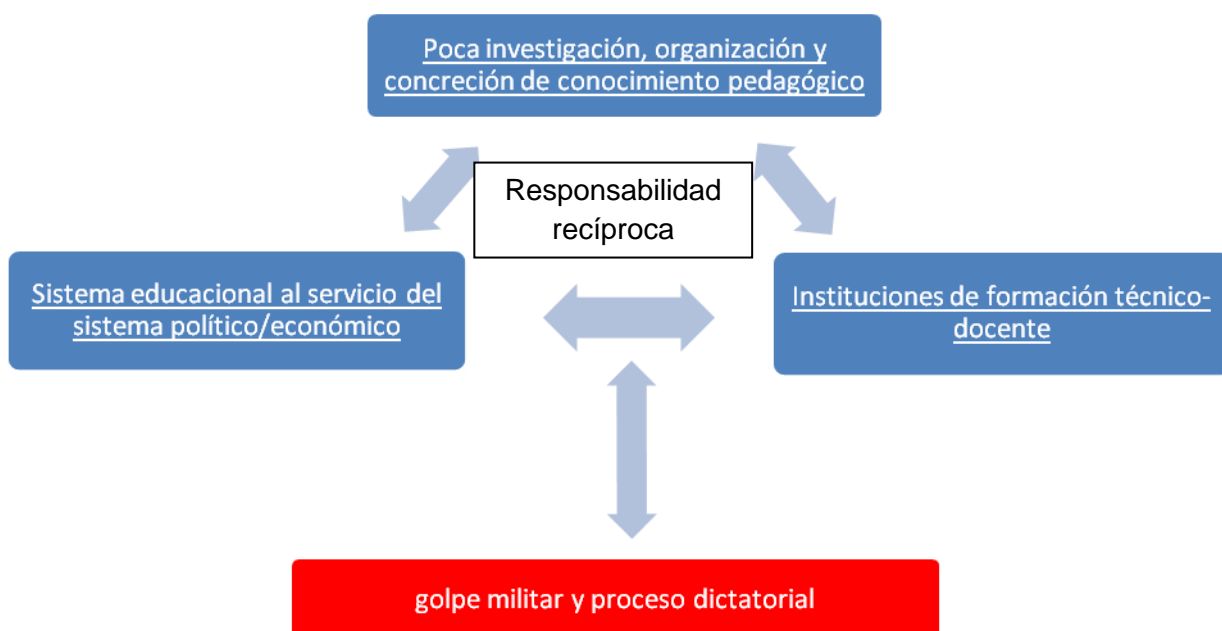 Poca investigación, organización y
concreción de conocimiento pedagógico
Responsabilidad
recíproca
Sistema educacional al servicio del
sistema político/económico
Instituciones de formación técnico-
docente
golpe militar y proceso dictatorial